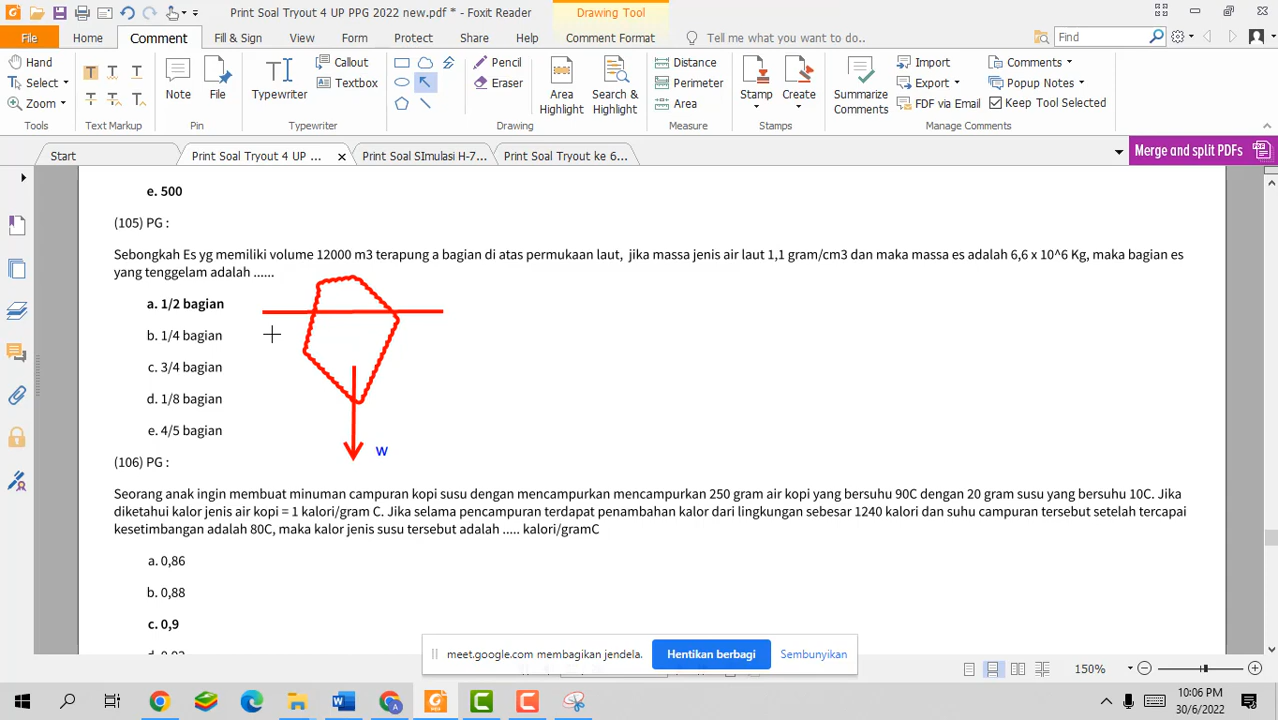 Print Soal Tryout 4 UP PPG 2022 new.pdf * - Foxit Reader
Drawing Tool
File Home Comment Fill & Sign View Form Protect Share Help Comment Format Tell me what you want to do.. Find
Hand
Select
Zoom
Tools
Text Markup
Note
File
Pin
Typewriter
Callout
Textbox
Typewriter
Pencil
Eraser
Area Highlight
Search & Highlight
Drawing
Distance
Perimeter
Area
Measure
Stamp
Create
Stamps
Summarize Comments
Import
Export
FDF via Email
Comments
Popup Notes
Keep Tool Selected
Manage Comments
Start
Print Soal Tryout 4 UP ...
Print Soal SImulasi H-7...
Print Soal Tryout ke 6...
Merge and split PDFs
e. 500
(105) PG :
Sebongkah Es yg memiliki volume 12000 m3 terapung a bagian di atas permukaan laut, jika massa jenis air laut 1,1 gram/cm3 dan maka massa es adalah 6,6 x 10^6 Kg, maka bagian es
yang tenggelam adalah ......
a. 1/2 bagian
b. 1/4 bagian
c. 3/4 bagian
d. 1/8 bagian
e. 4/5 bagian
w
(106) PG :
Seorang anak ingin membuat minuman campuran kopi susu dengan mencampurkan mencampurkan 250 gram air kopi yang bersuhu 90C dengan 20 gram susu yang bersuhu 10C. Jika
diketahui kalor jenis air kopi = 1 kalori/gram C. Jika selama pencampuran terdapat penambahan kalor dari lingkungan sebesar 1240 kalori dan suhu campuran tersebut setelah tercapai
kesetimbangan adalah 80C, maka kalor jenis susu tersebut adalah ..... kalori/gramC
a. 0,86
b. 0,88
c. 0,9
meet.google.com membagikan jendela.
Hentikan berbagi
Sembunyikan
150%
10:06 PM
30/6/2022